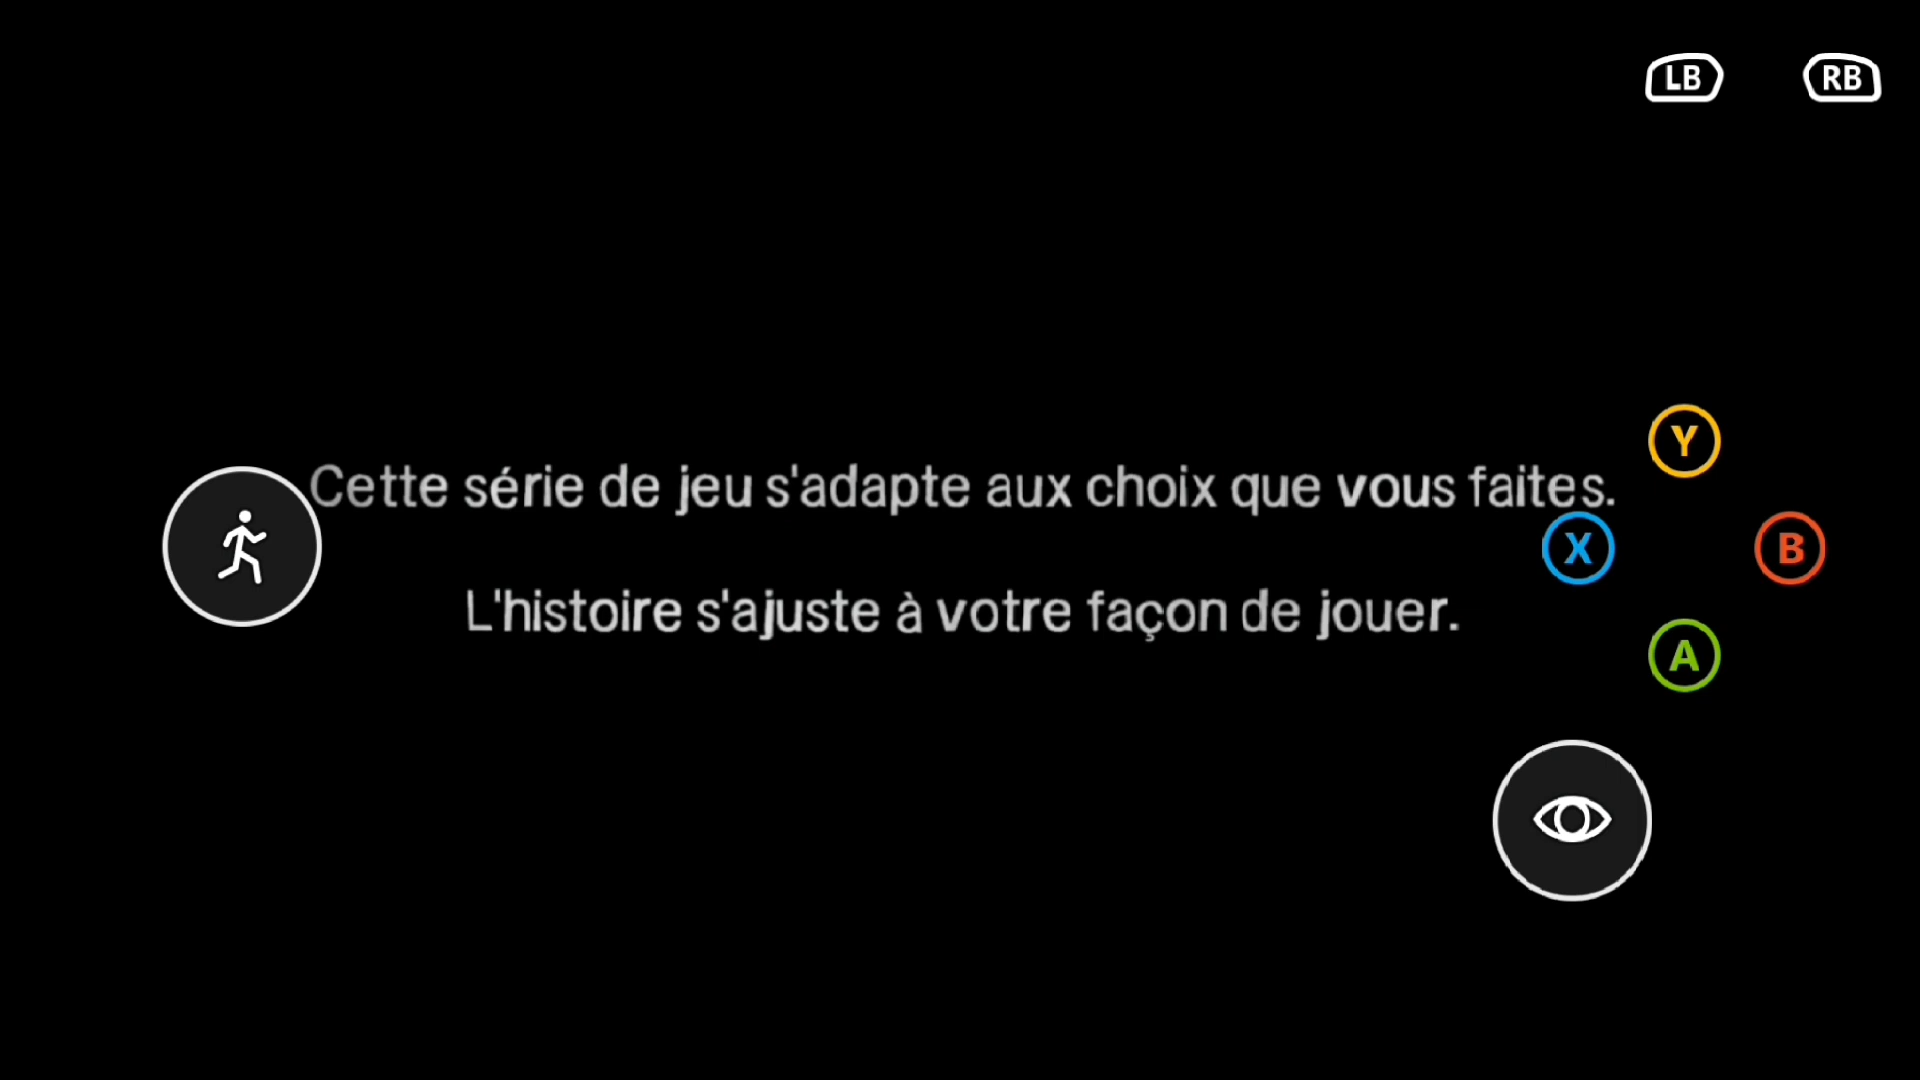 LB RB
Y
Cette série de jeu s'adapte aux choix que vous faites.
X B
L'histoire s'ajuste à votre façon de jouer.
A